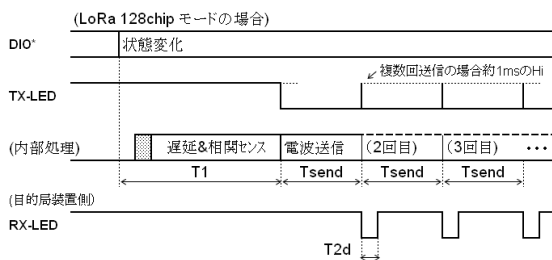 (LoRa 128chip モードの場合)
DIO*
状態変化
複数回送信の場合約1msのHi
TX-LED
(内部処理)
遅延&相関センス
電波送信
(2回目)
(3回目)
•••
T1
Tsend
Tsend
Tsend
(目的局装置側)
RX-LED
T2d